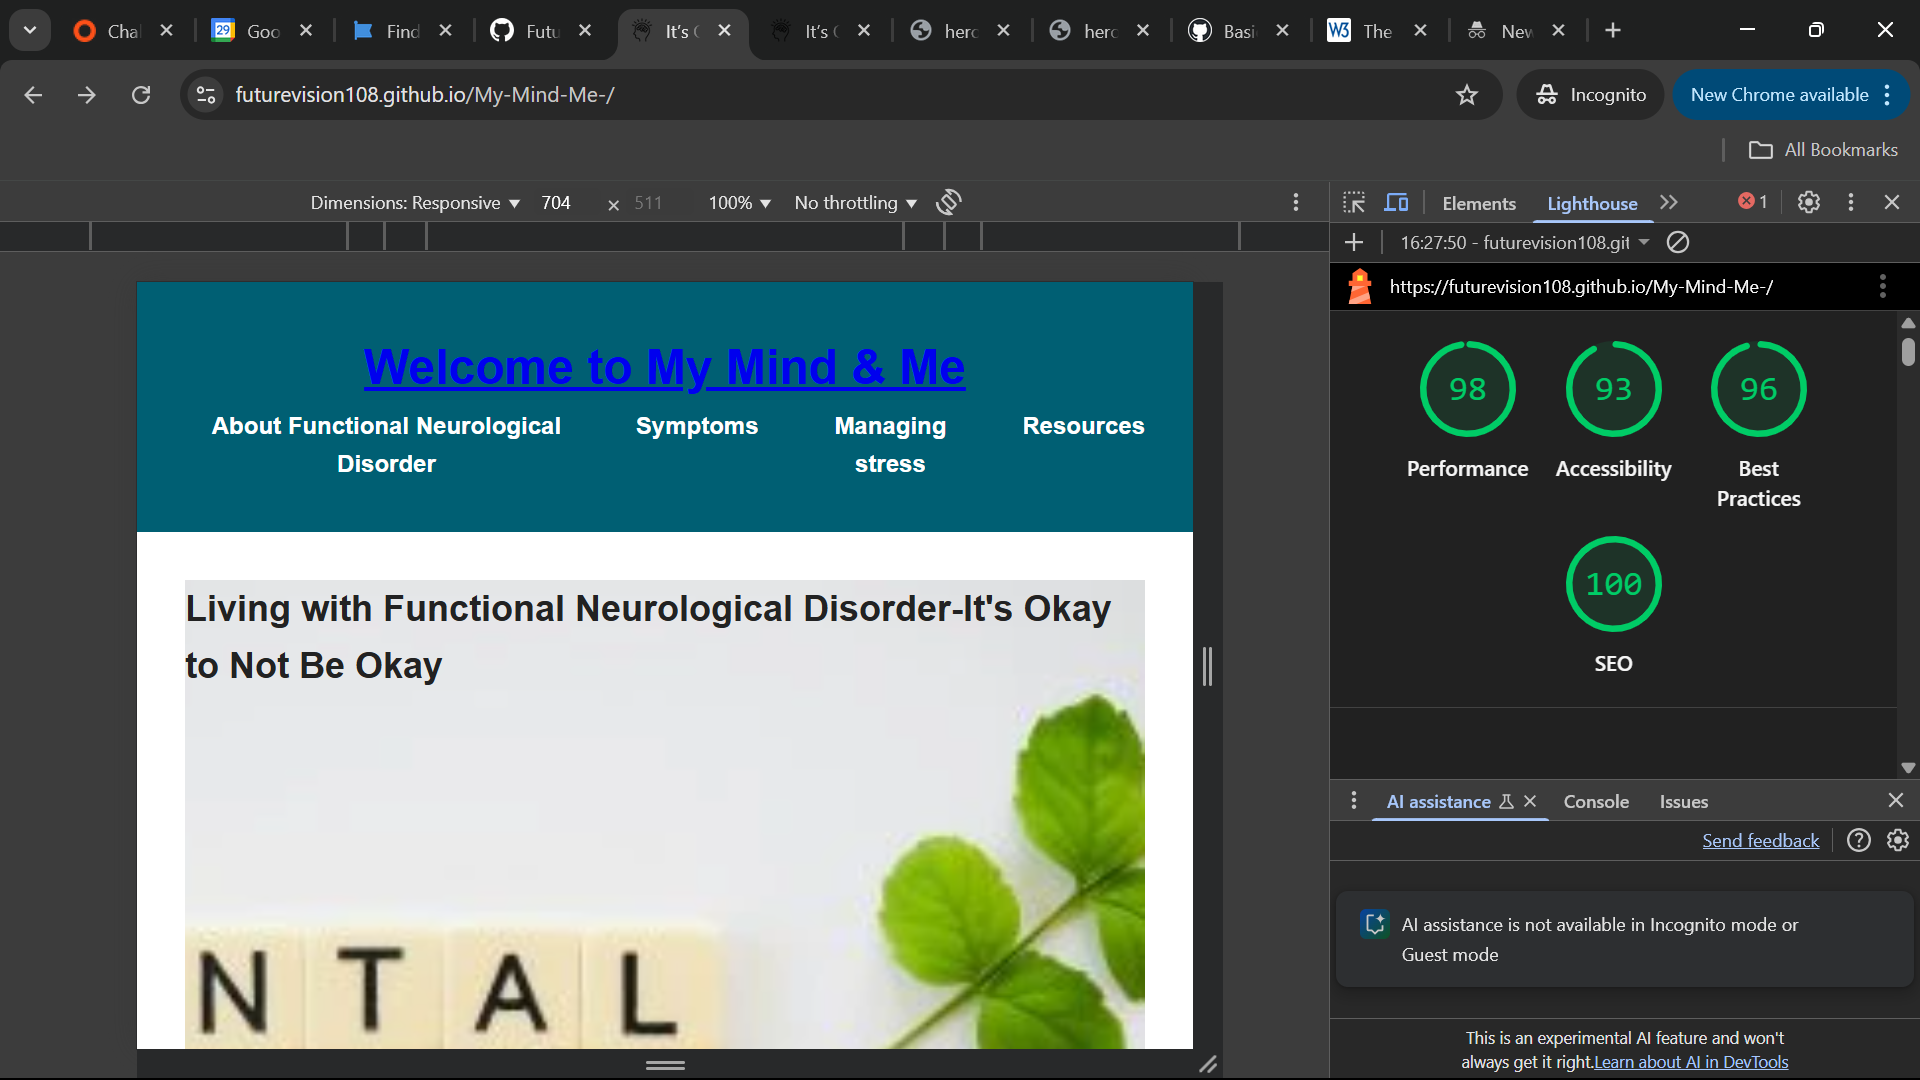 Cha
29 Goo
Find
Futu
It's
It's
herc
herc
Basi
W3 The
New
futurevision108.github.io/My-Mind-Me-/
Incognito
New Chrome available
All Bookmarks
Dimensions: Responsive 704 × 511 100% No throttling
Elements Lighthouse 1
16:27:50 - futurevision108.git
https://futurevision108.github.io/My-Mind-Me-/
98 93 96
Performance Accessibility Best
Practices
100
SEO
Welcome to My Mind & Me
About Functional Neurological
Disorder
Symptoms
Managing
stress
Resources
Living with Functional Neurological Disorder-It's Okay
to Not Be Okay
NTAL
AI assistance Console Issues
Send feedback
AI assistance is not available in Incognito mode or
Guest mode
This is an experimental AI feature and won't
always get it right.Learn about AI in DevTools